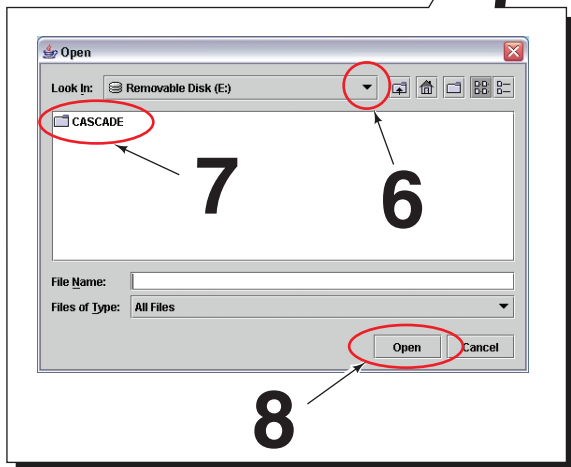 Open
Look In: Removable Disk (E:)
CASCADE
7
6
File Name:
Files of Type: All Files
Open Cancel
8